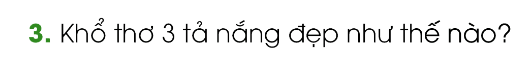 3. Khổ thơ 3 tả nắng đẹp như thế nào?